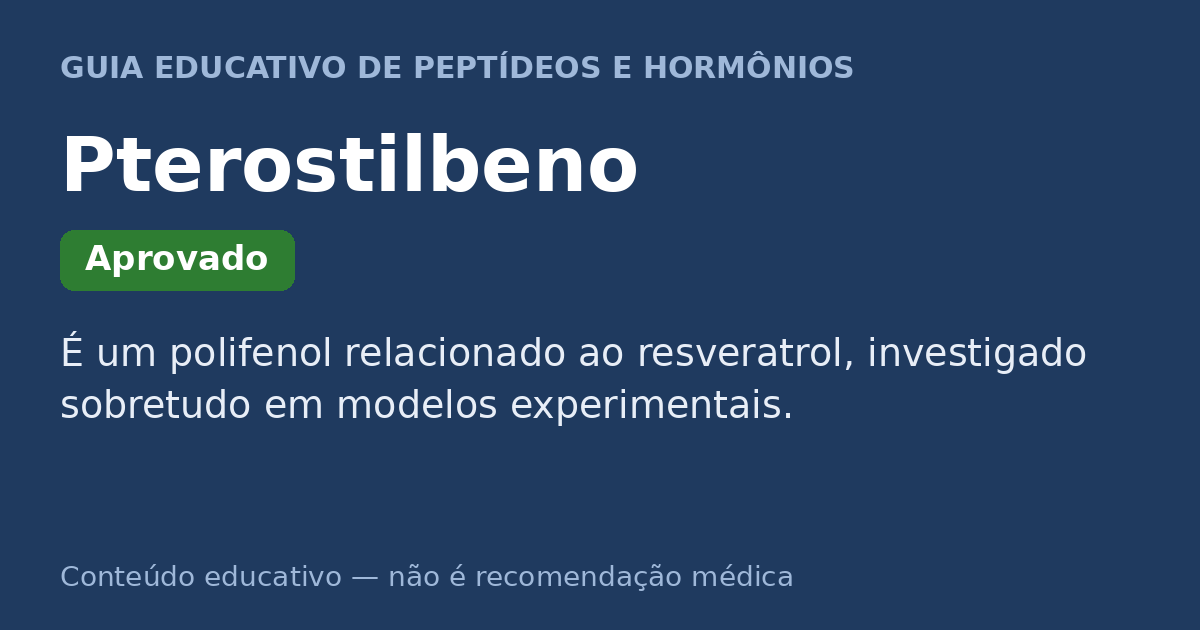 GUIA EDUCATIVO DE PEPTÍDEOS E HORMÔNIOS
Pterostilbeno
Aprovado
É um polifenol relacionado ao resveratrol, investigado
sobretudo em modelos experimentais.
Conteúdo educativo — não é recomendação médica